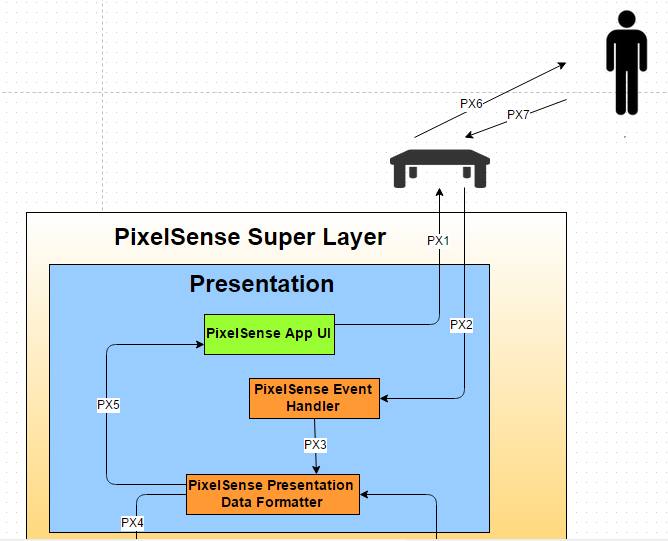 PX6
PX7
PixelSense Super Layer
PX1
Presentation
PixelSense App UI
PX2
PixelSense Event
Handler
PX5
PX3
PixelSense Presentation
Data Formatter
PX4